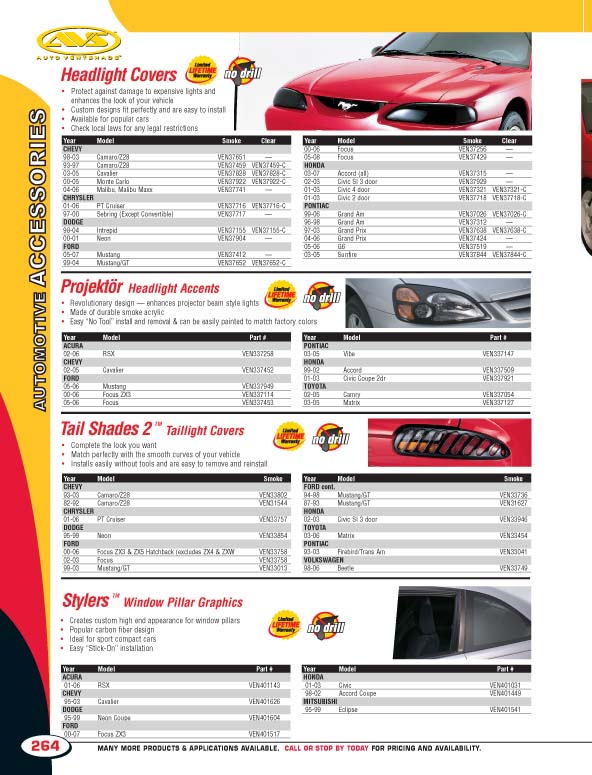 AVS
AUTO VENTSHADE
AUTOMOTIVE ACCESSORIES
Headlight Covers
Limited LIFETIME Warranty
no drill
• Protect against damage to expensive lights and
enhances the look of your vehicle
• Custom designs fit perfectly and are easy to install
• Available for popular cars
• Check local laws for any legal restrictions
Year Model Smoke Clear
CHEVY
98-03 Camaro/Z28 VEN37651 —
93-97 Camaro/Z28 VEN37459 VEN37459-C
03-05 Cavalier VEN37828 VEN37828-C
00-05 Monte Carlo VEN37922 VEN37922-C
04-06 Malibu, Malibu Maxx VEN37741 —
CHRYSLER
01-06 PT Cruiser VEN37716 VEN37716-C
97-00 Sebring (Except Convertible) VEN37717 —
DODGE
98-04 Intrepid VEN37155 VEN37155-C
00-01 Neon VEN37904 —
FORD
05-07 Mustang VEN37412 —
99-04 Mustang/GT VEN37652 VEN37652-C
Year Model Smoke Clear
00-06 Focus VEN37256 —
05-08 Focus VEN37429 —
HONDA
03-07 Accord (all) VEN37315 —
02-03 Civic SI 3 door VEN37929 —
01-03 Civic 4 door VEN37321 VEN37321-C
01-03 Civic 2 door VEN37718 VEN37718-C
PONTIAC
99-06 Grand Am VEN37026 VEN37026-C
96-98 Grand Am VEN37312 —
97-03 Grand Prix VEN37638 VEN37638-C
04-06 Grand Prix VEN37424 —
05-06 G6 VEN37519 —
03-05 Sunfire VEN37844 VEN37844-C
Projektör Headlight Accents
Limited LIFETIME Warranty
no drill
• Revolutionary design — enhances projector beam style lights
• Made of durable smoke acrylic
• Easy “No Tool” install and removal & can be easily painted to match factory colors
Year Model Part #
ACURA
02-06 RSX VEN337258
CHEVY
02-05 Cavalier VEN337452
FORD
05-06 Mustang VEN337949
00-06 Focus ZX3 VEN337114
05-06 Focus VEN337453
Year Model Part #
PONTIAC
03-05 Vibe VEN337147
HONDA
99-02 Accord VEN337509
01-03 Civic Coupe 2dr VEN337921
TOYOTA
02-05 Camry VEN337054
03-05 Matrix VEN337127
Tail Shades 2 ™ Taillight Covers
Limited LIFETIME Warranty
no drill
• Complete the look you want
• Match perfectly with the smooth curves of your vehicle
• Installs easily without tools and are easy to remove and reinstall
Year Model Smoke
CHEVY
93-03 Camaro/Z28 VEN33802
82-92 Camaro/Z28 VEN31544
CHRYSLER
01-06 PT Cruiser VEN33757
DODGE
95-99 Neon VEN33854
FORD
00-06 Focus ZX3 & ZX5 Hatchback (excludes ZX4 & ZXW VEN33758
02-03 Focus VEN33758
99-03 Mustang/GT VEN33013
Year Model Smoke
FORD cont.
94-98 Mustang/GT VEN33736
87-93 Mustang/GT VEN31627
HONDA
02-03 Civic SI 3 door VEN33946
TOYOTA
03-06 Matrix VEN33454
PONTIAC
93-03 Firebird/Trans Am VEN33041
VOLKSWAGEN
98-06 Beetle VEN33749
Stylers ™ Window Pillar Graphics
Limited LIFETIME Warranty
no drill
• Creates custom high end appearance for window pillars
• Popular carbon fiber design
• Ideal for sport compact cars
• Easy “Stick-On” installation
Year Model Part #
ACURA
01-06 RSX VEN401143
CHEVY
95-03 Cavalier VEN401626
DODGE
95-99 Neon Coupe VEN401604
FORD
00-07 Focus ZX3 VEN401517
Year Model Part #
HONDA
01-03 Civic VEN401031
98-02 Accord Coupe VEN401449
MITSUBISHI
95-99 Eclipse VEN401541
264
MANY MORE PRODUCTS & APPLICATIONS AVAILABLE. CALL OR STOP BY TODAY FOR PRICING AND AVAILABILITY.